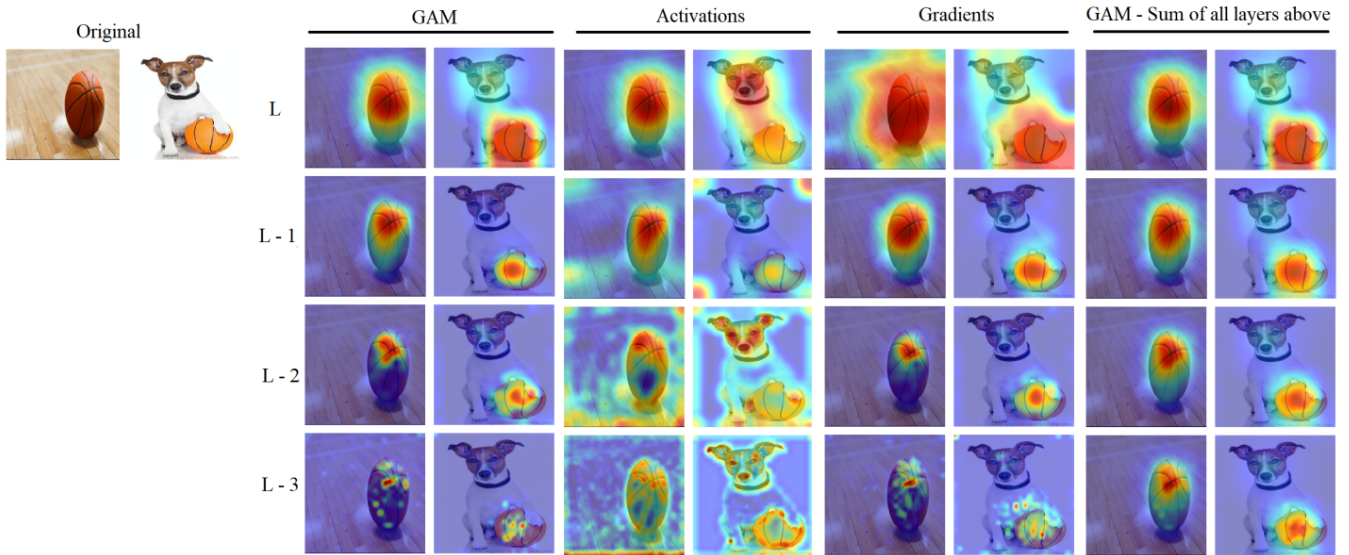 Original
GAM
Activations
Gradients
GAM - Sum of all layers above
L
L - 1
L - 2
L - 3